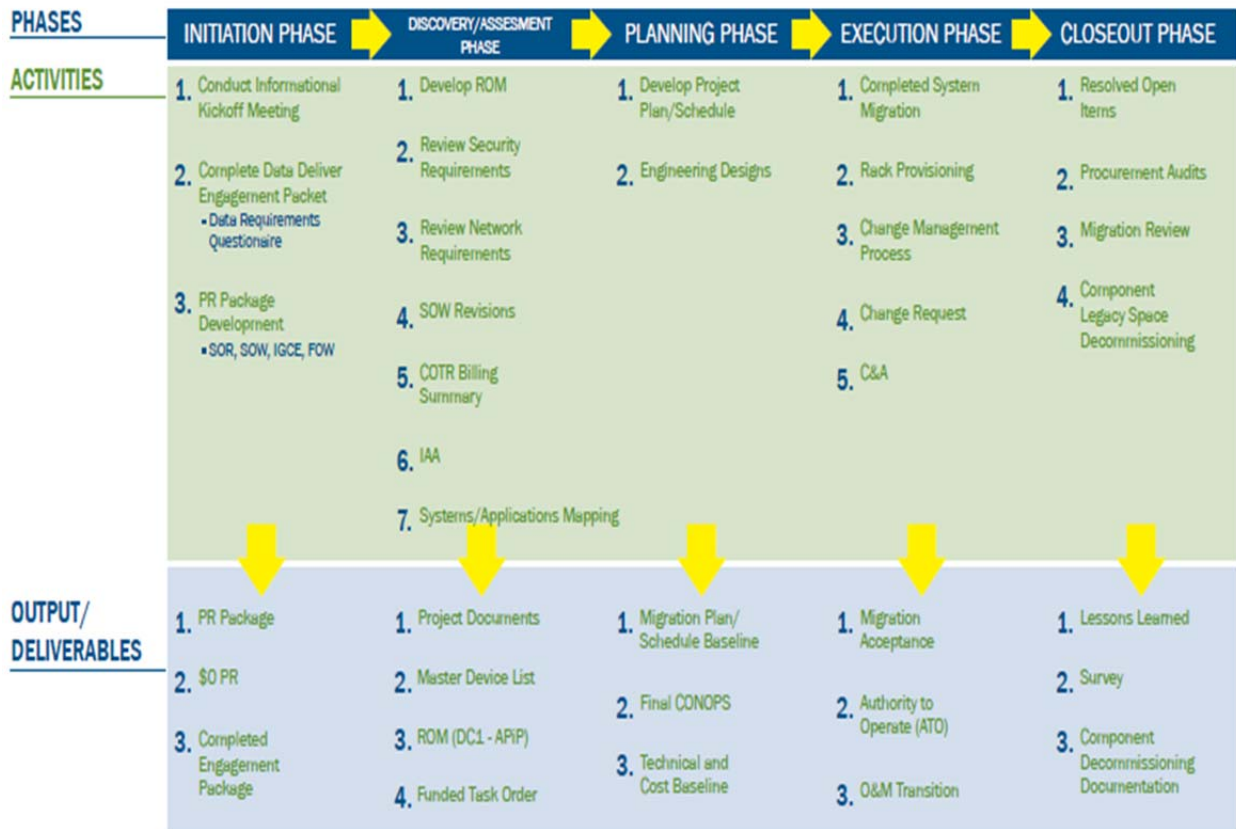 PHASES
INITIATION PHASE
DISCOVERY/ASSESMENT
PHASE
PLANNING PHASE
EXECUTION PHASE
CLOSEOUT PHASE
ACTIVITIES
1. Conduct Informational
Kickoff Meeting
2. Complete Data Deliver
Engagement Packet
▪ Data Requirements
Questionaire
3. PR Package
Development
▪ SOR, SOW, IGCE, FOW
1. Develop ROM
2. Review Security
Requirements
3. Review Network
Requirements
4. SOW Revisions
5. COTR Billing
Summary
6. IAA
7. Systems/Applications Mapping
1. Develop Project
Plan/Schedule
2. Engineering Designs
1. Completed System
Migration
2. Rack Provisioning
3. Change Management
Process
4. Change Request
5. C&A
1. Resolved Open
Items
2. Procurement Audits
3. Migration Review
4. Component
Legacy Space
Decommissioning
OUTPUT/
DELIVERABLES
1. PR Package
2. $0 PR
3. Completed
Engagement
Package
1. Project Documents
2. Master Device List
3. ROM (DC1 - APiP)
4. Funded Task Order
1. Migration Plan/
Schedule Baseline
2. Final CONOPS
3. Technical and
Cost Baseline
1. Migration
Acceptance
2. Authority to
Operate (ATO)
3. O&M Transition
1. Lessons Learned
2. Survey
3. Component
Decommissioning
Documentation